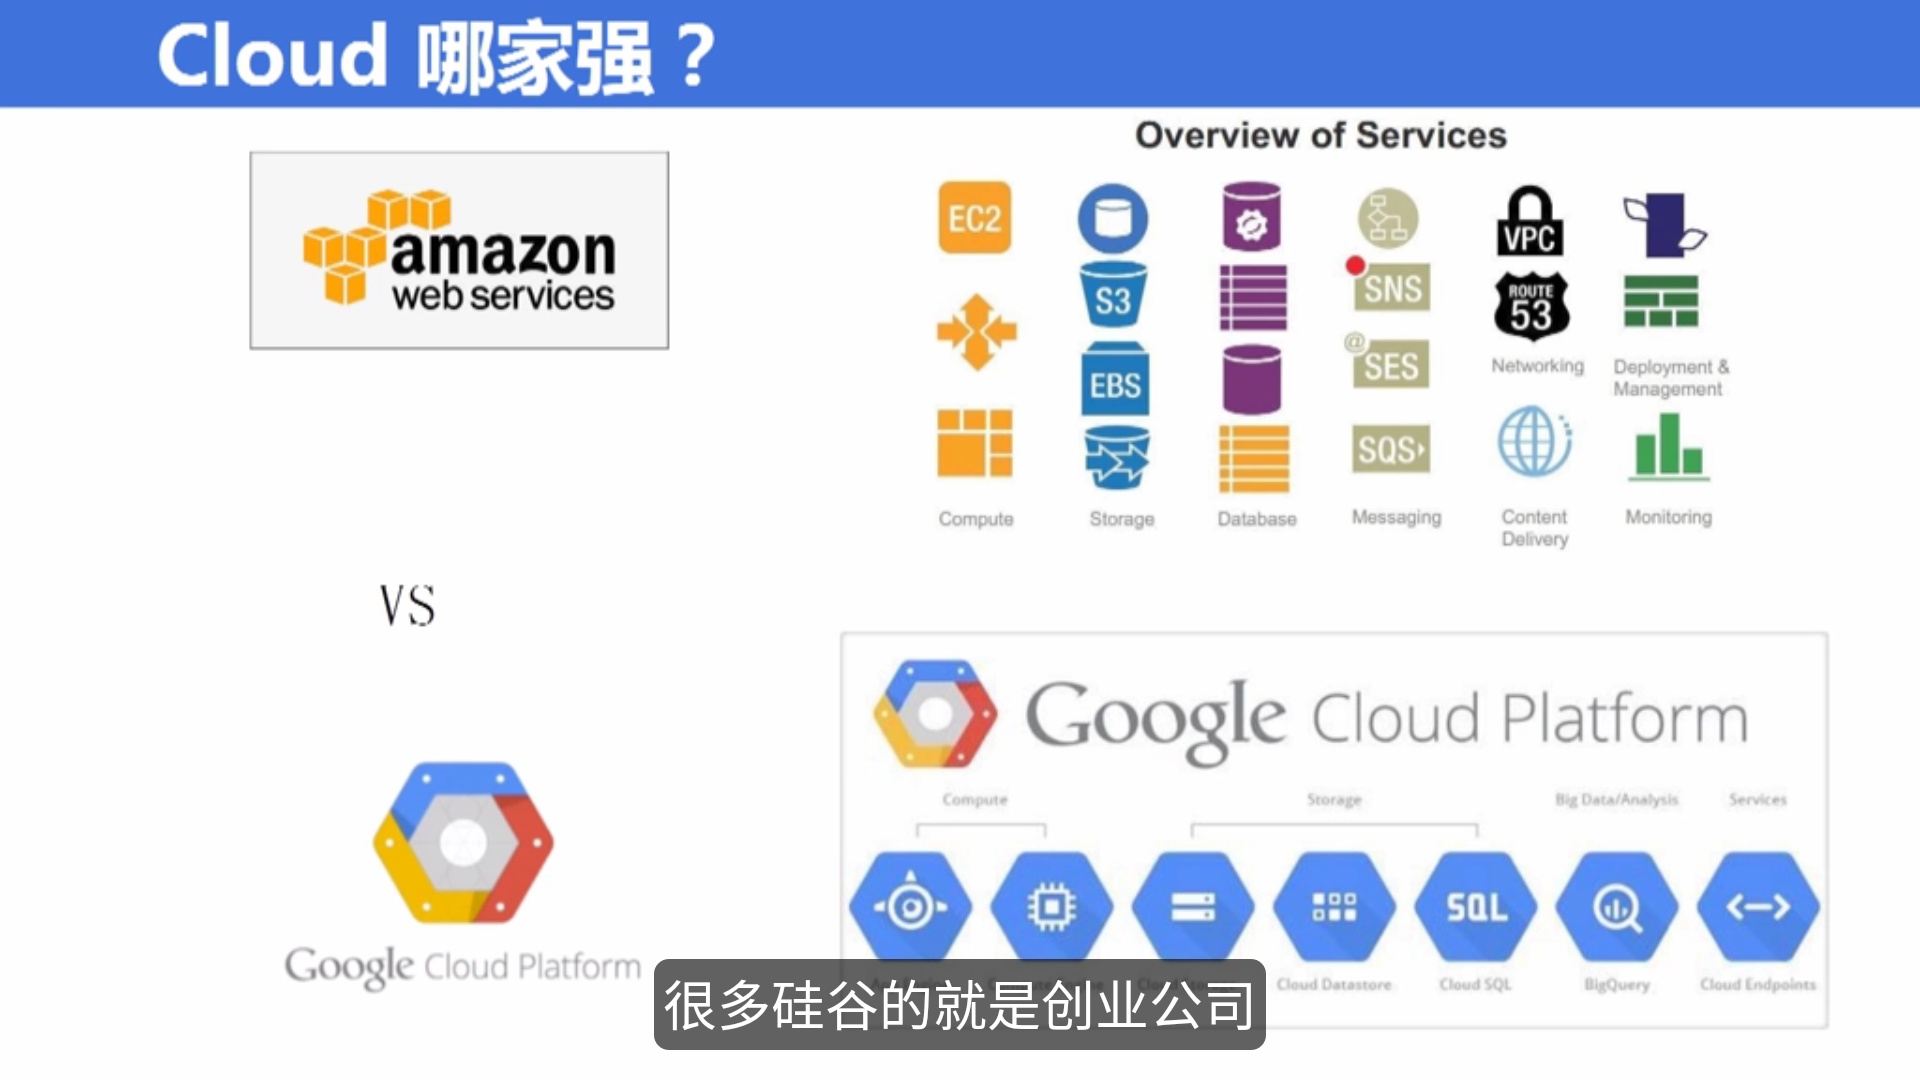 Cloud 哪家强？
amazon
web services
Overview of Services
EC2
VPC
S3
SNS
ROUTE
53
EBS
@
SES
Networking
Deployment &
Management
SQS
Compute
Storage
Database
Messaging
Content
Delivery
Monitoring
VS
Google Cloud Platform
Compute
Storage
Big Data/Analysis
Services
SQL
Cloud Datastore
Cloud SQL
BigQuery
Cloud Endpoints
Google Cloud Platform
很多硅谷的就是创业公司